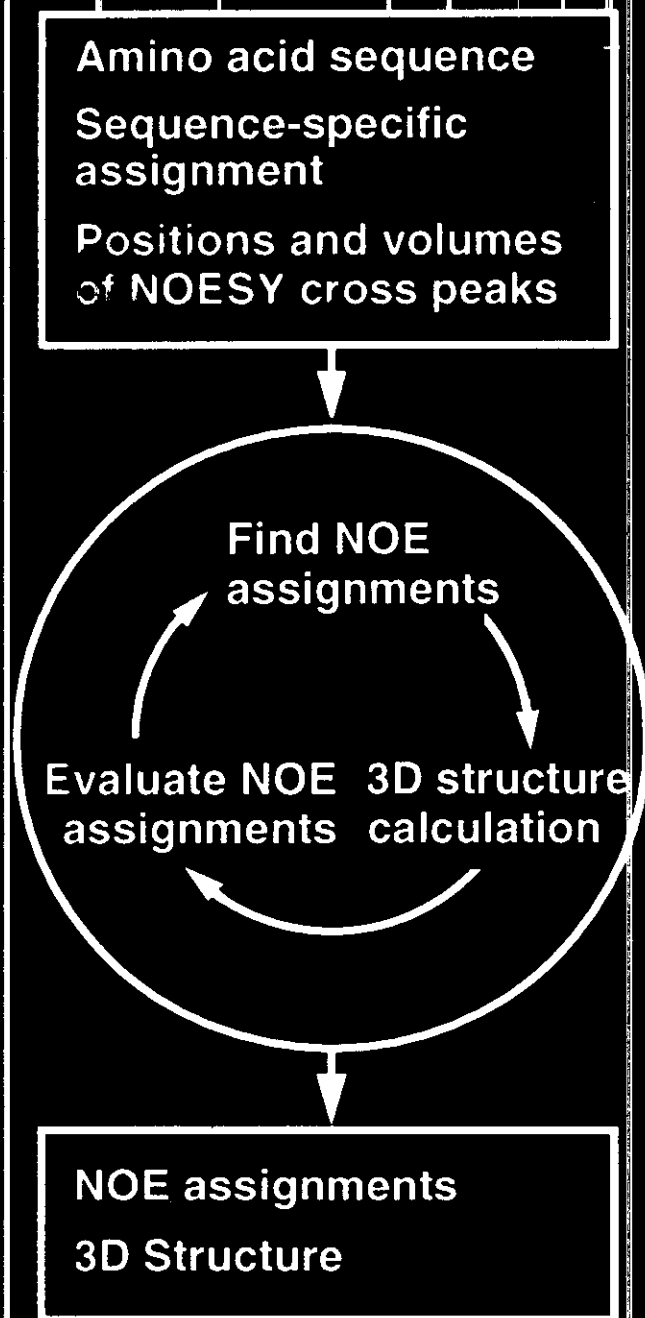 Amino acid sequence
Sequence-specific
assignment
Positions and volumes
of NOESY cross peaks
Find NOE
assignments
Evaluate NOE
assignments
3D structure
calculation
NOE assignments
3D Structure